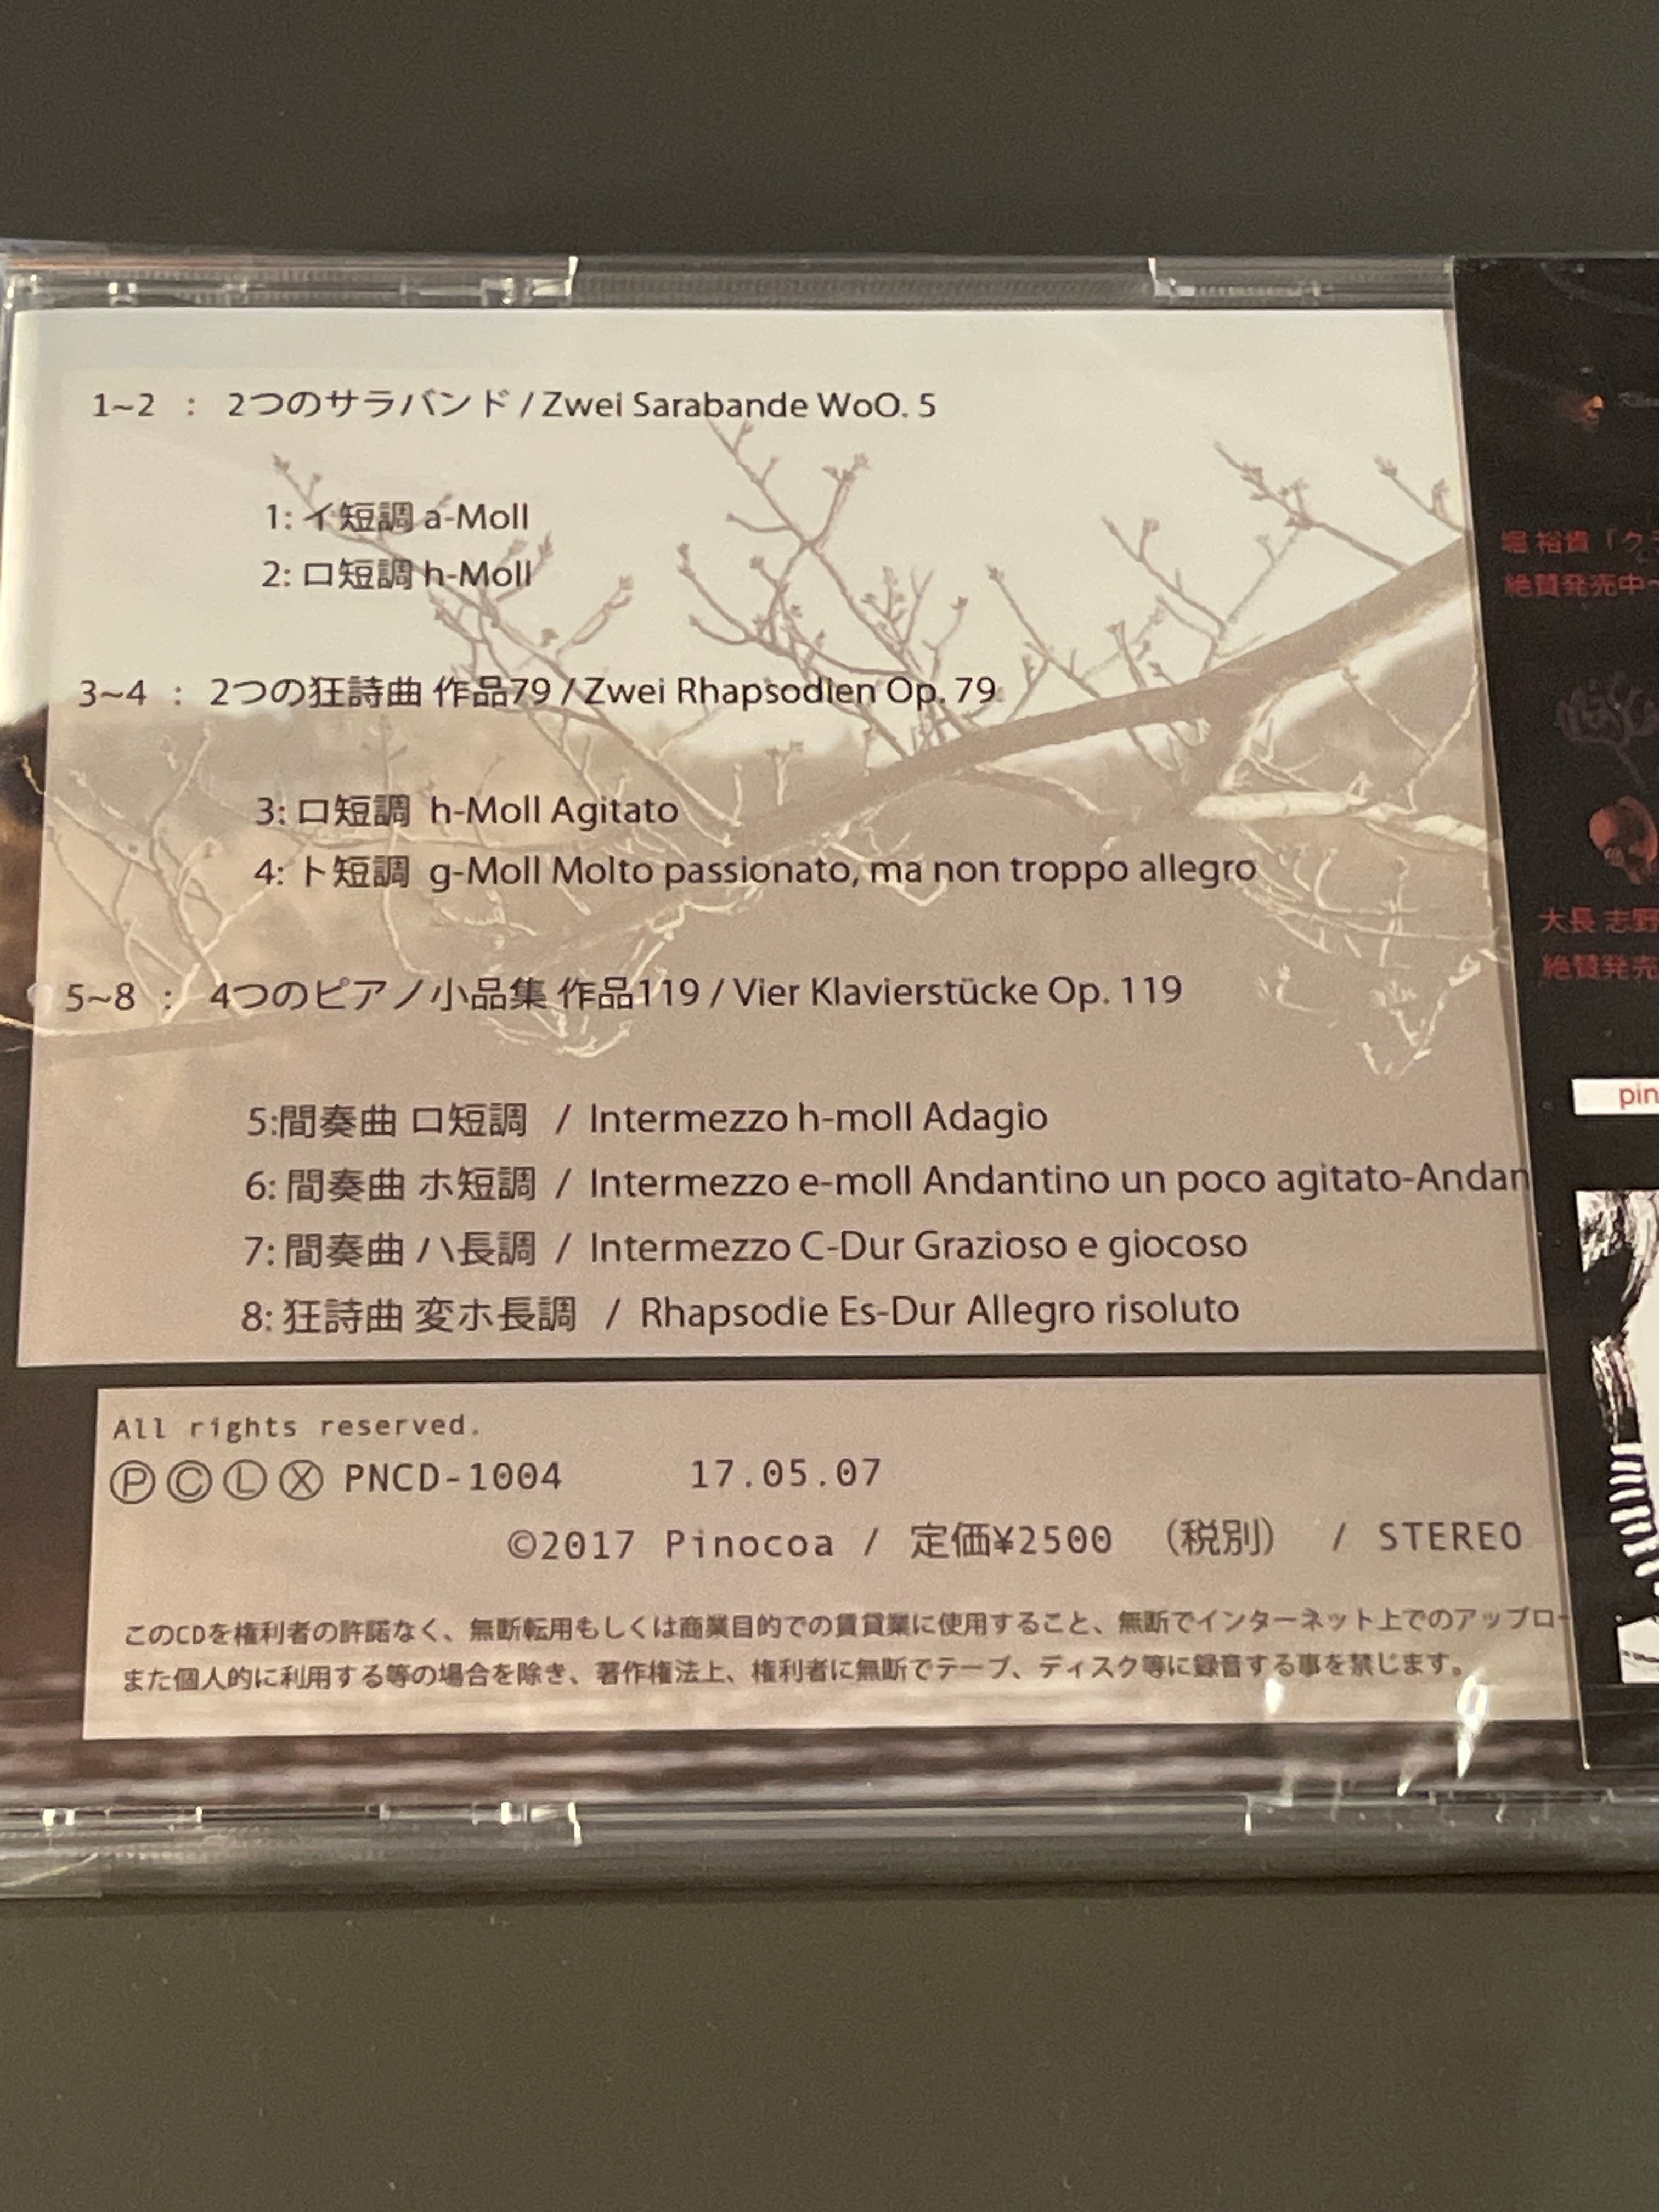 1~2 : 2つのサラバンド / Zwei Sarabande WoO. 5
1: イ短調 a-Moll
2: ロ短調 h-Moll
3~4 : 2つの狂詩曲 作品79 / Zwei Rhapsodien Op. 79
3: ロ短調 h-Moll Agitato
4: ト短調 g-Moll Molto passionato, ma non troppo allegro
5~8 : 4つのピアノ小品集 作品119 / Vier Klavierstücke Op. 119
5:間奏曲 ロ短調 / Intermezzo h-moll Adagio
6: 間奏曲 ホ短調 / Intermezzo e-moll Andantino un poco agitato-Andan
7: 間奏曲 ハ長調 / Intermezzo C-Dur Grazioso e giocoso
8: 狂詩曲 変ホ長調 / Rhapsodie Es-Dur Allegro risoluto
All rights reserved.
Ⓟ Ⓒ Ⓛ Ⓧ PNCD-1004 17.05.07
©2017 Pinocoa / 定価¥2500 （税別） / STEREO
このCDを権利者の許諾なく、無断転用もしくは商業目的での賃貸業に使用すること、無断でインターネット上でのアップロー
また個人的に利用する等の場合を除き、著作権法上、権利者に無断でテープ、ディスク等に録音する事を禁じます。
堀 裕貴「ク
絶賛発売中~
大長 志野
絶賛発売
pin